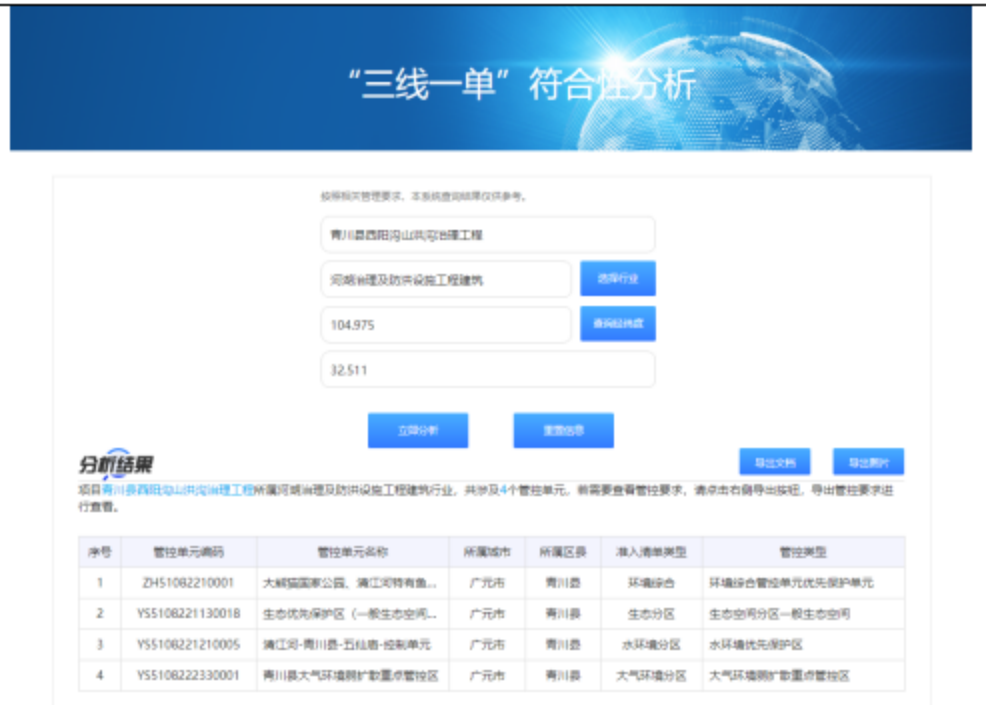 “三线一单”符合性分析
按照相关管理要求，本系统查询结果仅供参考。
青川县西阳沟山洪沟治理工程
河湖治理及防洪设施工程建筑
选择行业
104.975
查询经纬度
32.511
立即分析
重置信息
分析结果
导出文档
导出图片
项目青川县西阳沟山洪沟治理工程所属河湖治理及防洪设施工程建筑行业，共涉及4个管控单元，若需要查看管控要求，请点击右侧导出按钮，导出管控要求进
行查看。
序号 管控单元编码 管控单元名称 所属城市 所属区县 准入清单类型 管控类型
1 ZH51082210001 大熊猫国家公园、清江河特有鱼... 广元市 青川县 环境综合 环境综合管控单元优先保护单元
2 YS5108221130018 生态优先保护区（一般生态空间... 广元市 青川县 生态分区 生态空间分区一般生态空间
3 YS5108221210005 清江河-青川县-五仙庙-控制单元 广元市 青川县 水环境分区 水环境优先保护区
4 YS5108222330001 青川县大气环境弱扩散重点管控区 广元市 青川县 大气环境分区 大气环境弱扩散重点管控区